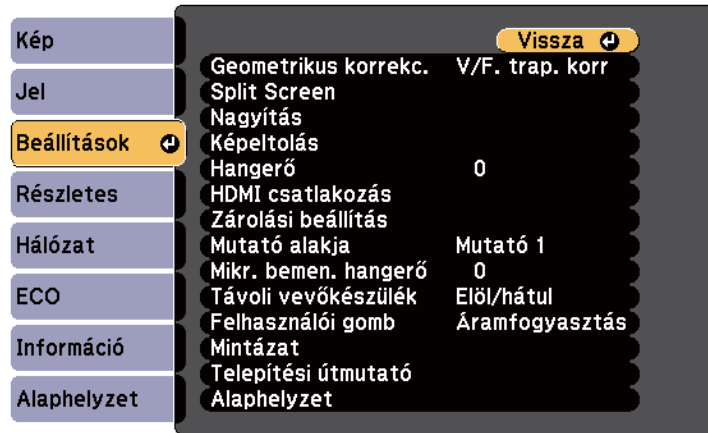 Kép
Jel
Beállítások
Részletes
Hálózat
ECO
Információ
Alaphelyzet
Vissza
Geometrikus korrekc. V/F. trap. korr
Split Screen
Nagyítás
Képeltolás
Hangerő 0
HDMI csatlakozás
Zárolási beállítás
Mutató alakja Mutató 1
Mikr. bemen. hangerő 0
Távoli vevőkészülék Elöl/hátul
Felhasználói gomb Áramfogyasztás
Mintázat
Telepítési útmutató
Alaphelyzet